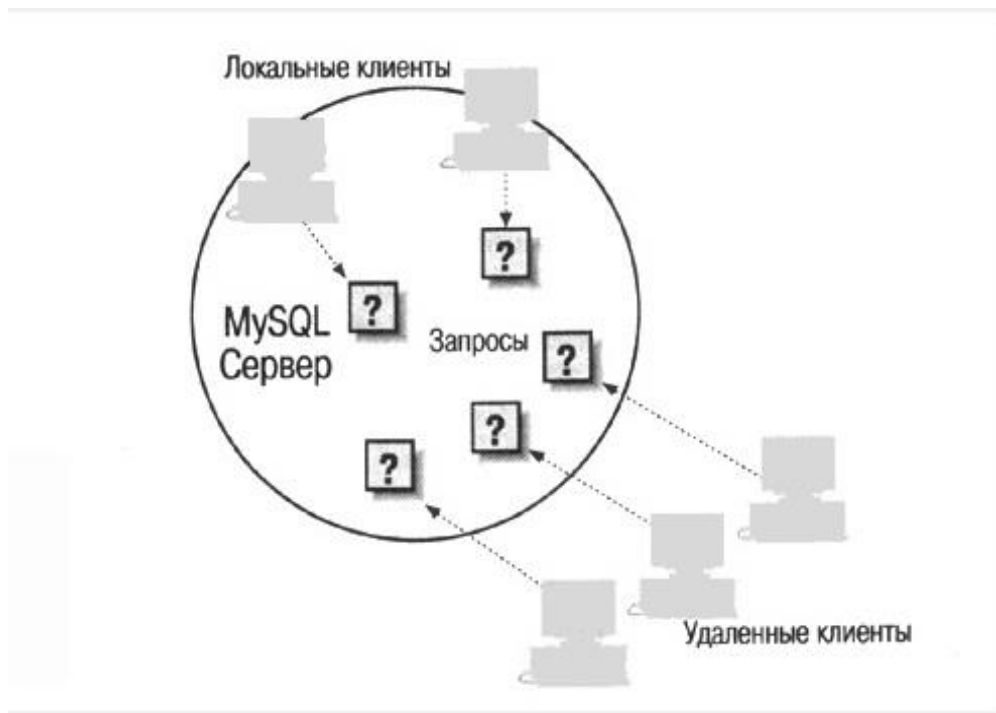 Локальные клиенты
?
?
MySQL
Сервер
Запросы
?
?
?
Удаленные клиенты